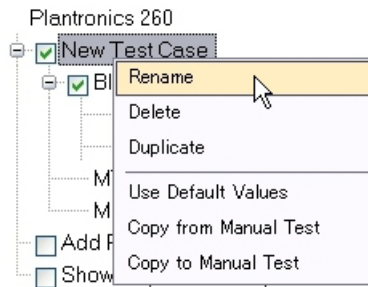 Plantronics 260
New Test Case
Rename
Delete
Duplicate
Use Default Values
Copy from Manual Test
Copy to Manual Test
Add
Show